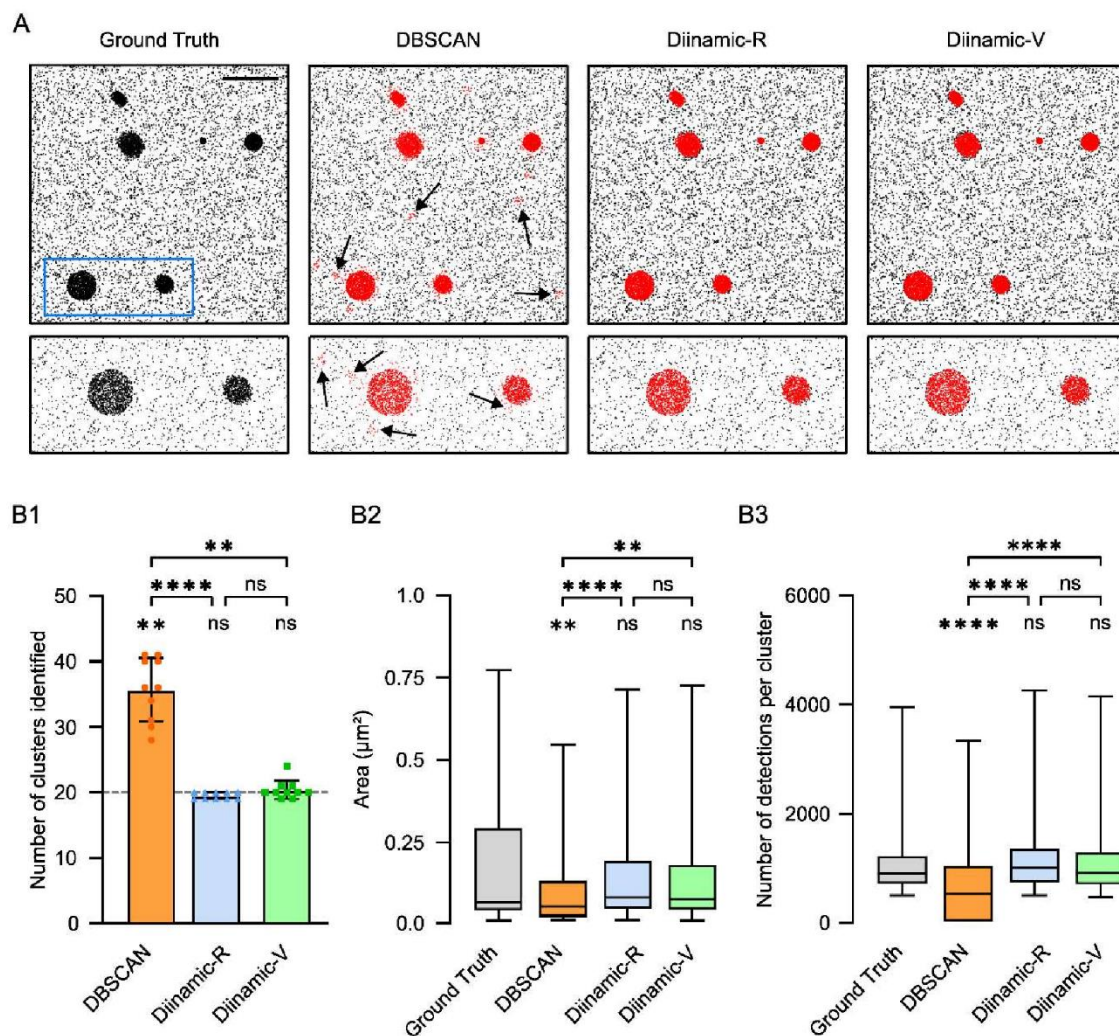 A
Ground Truth
DBSCAN
Diinamic-R
Diinamic-V
B1
**
**** ns
** ns ns
Number of clusters identified
50
40
30
20
10
0
DBSCAN
Diinamic-R
Diinamic-V
B2
**
**** ns
** ns ns
Area (µm²)
1.0
0.75
0.5
0.25
0.0
Ground Truth
DBSCAN
Diinamic-R
Diinamic-V
B3
****
**** ns
**** ns ns
Number of detections per cluster
6000
4000
2000
0
Ground Truth
DBSCAN
Diinamic-R
Diinamic-V